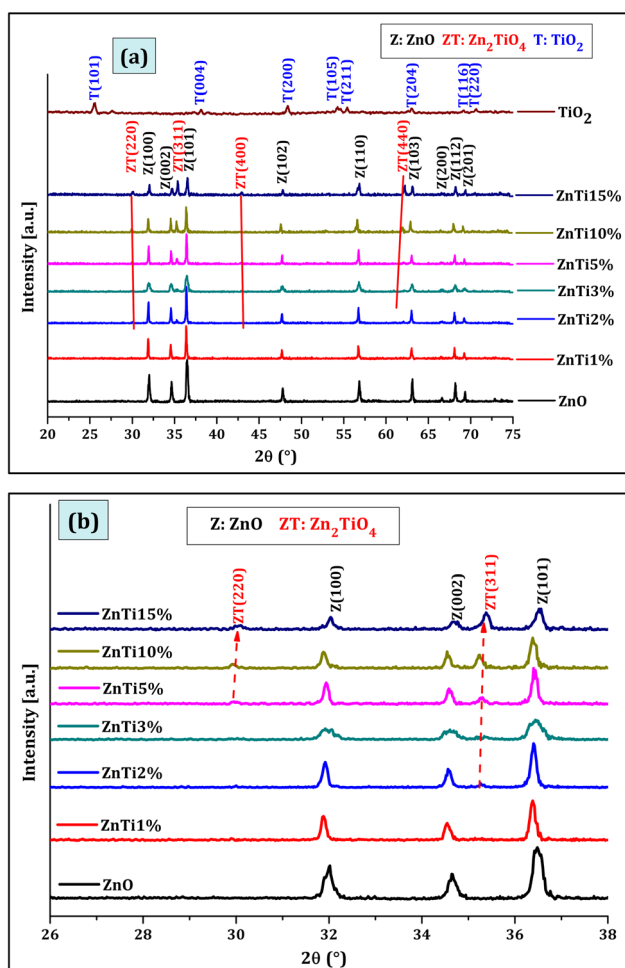 (a)
Z: ZnO ZT: Zn₂TiO₄ T: TiO₂
T(101)
T(004)
T(200)
T(105)
T(211)
T(204)
T(116)
T(220)
TiO₂
ZT(220)
Z(100)
Z(002)
ZT(311)
Z(101)
ZT(400)
Z(102)
Z(110)
ZT(440)
Z(103)
Z(200)
Z(112)
Z(201)
ZnTi15%
ZnTi10%
ZnTi5%
ZnTi3%
ZnTi2%
ZnTi1%
ZnO
Intensity [a.u.]
20 25 30 35 40 45 50 55 60 65 70 75
2θ (°)
(b)
Z: ZnO ZT: Zn₂TiO₄
ZT(220)
Z(100)
Z(002)
ZT(311)
Z(101)
ZnTi15%
ZnTi10%
ZnTi5%
ZnTi3%
ZnTi2%
ZnTi1%
ZnO
Intensity [a.u.]
26 28 30 32 34 36 38
2θ (°)